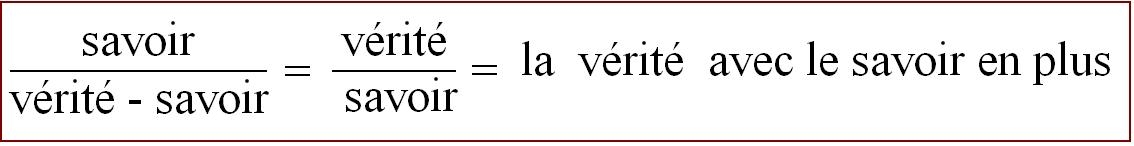 savoir / vérité - savoir = vérité / savoir = la vérité avec le savoir en plus